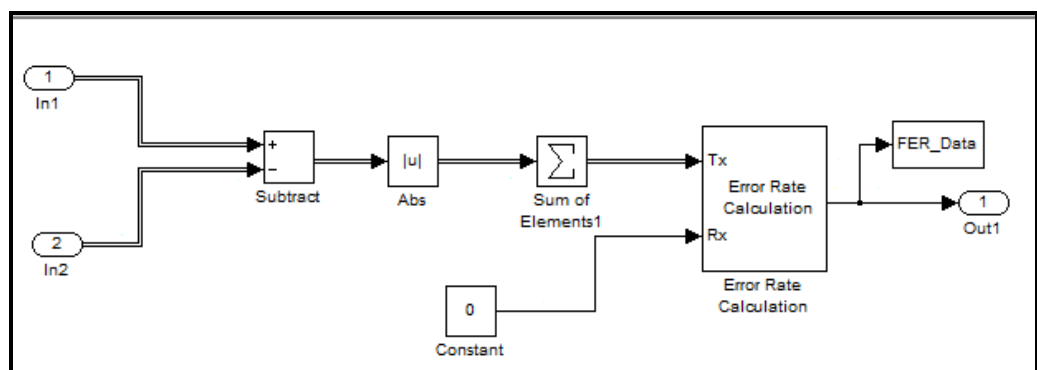 1
In1
2
In2
+
−
Subtract
|u|
Abs
∑
Sum of
Elements1
0
Constant
Tx
Rx
Error Rate
Calculation
Error Rate
Calculation
FER_Data
1
Out1